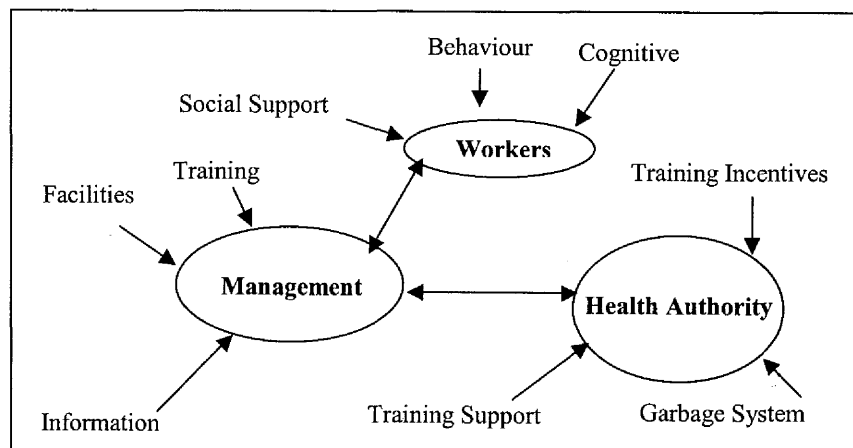 Behaviour
Cognitive
Social Support
Workers
Training
Training Incentives
Facilities
Management
Health Authority
Information
Training Support
Garbage System